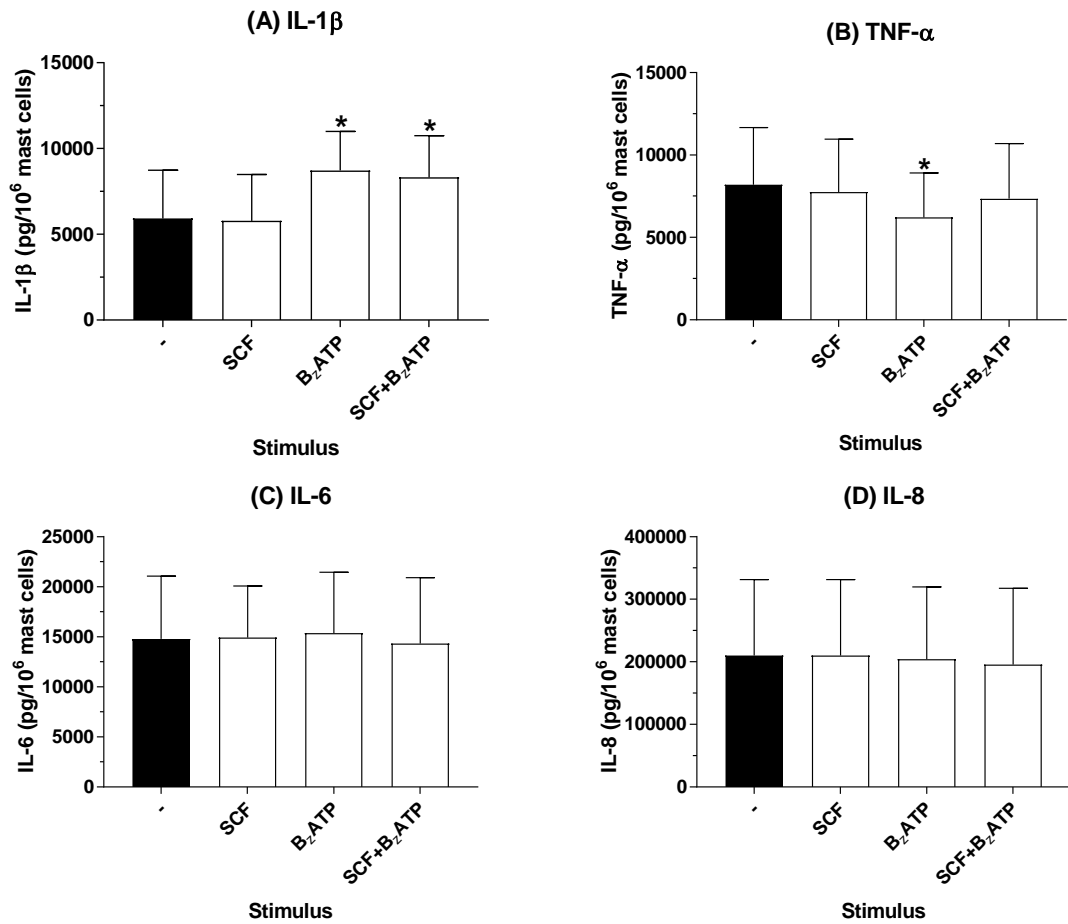 (A) IL-1β
IL-1β (pg/10⁶ mast cells)
15000
10000
5000
0
*
*
-
SCF
BzATP
SCF+BzATP
Stimulus
(B) TNF-α
TNF-α (pg/10⁶ mast cells)
15000
10000
5000
0
*
-
SCF
BzATP
SCF+BzATP
Stimulus
(C) IL-6
IL-6 (pg/10⁶ mast cells)
25000
20000
15000
10000
5000
0
-
SCF
BzATP
SCF+BzATP
Stimulus
(D) IL-8
IL-8 (pg/10⁶ mast cells)
400000
300000
200000
100000
0
-
SCF
BzATP
SCF+BzATP
Stimulus